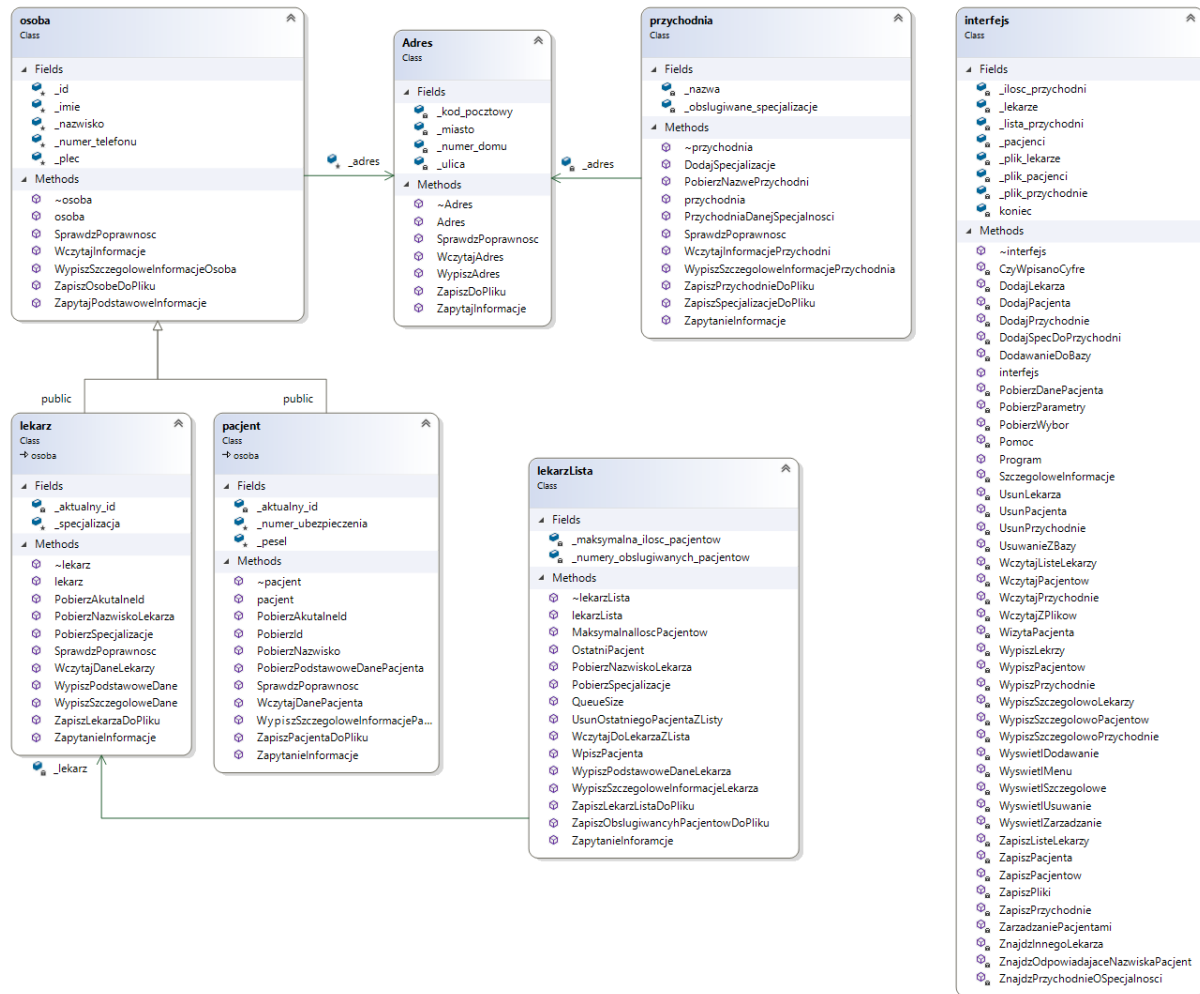 osoba
Class
Fields
_id
_imie
_nazwisko
_numer_telefonu
_plec
Methods
~osoba
osoba
SprawdzPoprawnosc
WczytajInformacje
WypiszSzczegoloweInformacjeOsoba
ZapiszOsobeDoPliku
ZapytajPodstawoweInformacje
_adres
Adres
Class
Fields
_kod_pocztowy
_miasto
_numer_domu
_ulica
Methods
~Adres
Adres
SprawdzPoprawnosc
WczytajAdres
WypiszAdres
ZapiszDoPliku
ZapytajInformacje
_adres
przychodnia
Class
Fields
_nazwa
_obslugiwane_specjalizacje
Methods
~przychodnia
DodajSpecjalizacje
PobierzNazwePrzychodni
przychodnia
PrzychodniaDanejSpecjalnosci
SprawdzPoprawnosc
WczytajInformacjePrzychodni
WypiszSzczegoloweInformacjePrzychodnia
ZapiszPrzychodnieDoPliku
ZapiszSpecjalizacjeDoPliku
ZapytanieInformacje
interfejs
Class
Fields
_ilosc_przychodni
_lekarze
_lista_przychodni
_pacjenci
_plik_lekarze
_plik_pacjenci
_plik_przychodnie
koniec
Methods
~interfejs
CzyWpisanoCyfre
DodajLekarza
DodajPacjenta
DodajPrzychodnie
DodajSpecDoPrzychodni
DodawanieDoBazy
interfejs
PobierzDanePacjenta
PobierzParametry
PobierzWybor
Pomoc
Program
SzczegoloweInformacje
UsunLekarza
UsunPacjenta
UsunPrzychodnie
UsuwanieZBazy
WczytajListeLekarzy
WczytajPacjentow
WczytajPrzychodnie
WczytajZPlikow
WizytaPacjenta
WypiszLekrzy
WypiszPacjentow
WypiszPrzychodnie
WypiszSzczegolowoLekarzy
WypiszSzczegolowoPacjentow
WypiszSzczegolowoPrzychodnie
WyswietlDodawanie
WyswietlMenu
WyswietlSzczegolowe
WyswietlUsuwanie
WyswietlZarzadzanie
ZapiszListeLekarzy
ZapiszPacjenta
ZapiszPacjentow
ZapiszPliki
ZapiszPrzychodnie
ZarzadzaniePacjentami
ZnajdzInnegoLekarza
ZnajdzOdpowiadajaceNazwiskaPacjent
ZnajdzPrzychodnieOSpecjalnosci
public
public
lekarz
Class
osoba
Fields
_aktualny_id
_specjalizacja
Methods
~lekarz
lekarz
PobierzAkutalneId
PobierzNazwiskoLekarza
PobierzSpecjalizacje
SprawdzPoprawnosc
WczytajDaneLekarzy
WypiszPodstawoweDane
WypiszSzczegoloweDane
ZapiszLekarzaDoPliku
ZapytanieInformacje
_lekarz
pacjent
Class
osoba
Fields
_aktualny_id
_numer_ubezpieczenia
_pesel
Methods
~pacjent
pacjent
PobierzAkutalneId
PobierzId
PobierzNazwisko
PobierzPodstawoweDanePacjenta
SprawdzPoprawnosc
WczytajDanePacjenta
WypiszSzczegoloweInformacjePa...
ZapiszPacjentaDoPliku
ZapytanieInformacje
lekarzLista
Class
Fields
_maksymalna_ilosc_pacjentow
_numery_obslugiwanych_pacjentow
Methods
~lekarzLista
lekarzLista
MaksymalnaIloscPacjentow
OstatniPacjent
PobierzNazwiskoLekarza
PobierzSpecjalizacje
QueueSize
UsunOstatniegoPacjentaZListy
WczytajDoLekarzaZLista
WpiszPacjenta
WypiszPodstawoweDaneLekarza
WypiszSzczegoloweInformacjeLekarza
ZapiszLekarzListaDoPliku
ZapiszObslugiwancyhPacjentowDoPliku
ZapytanieInforamcje